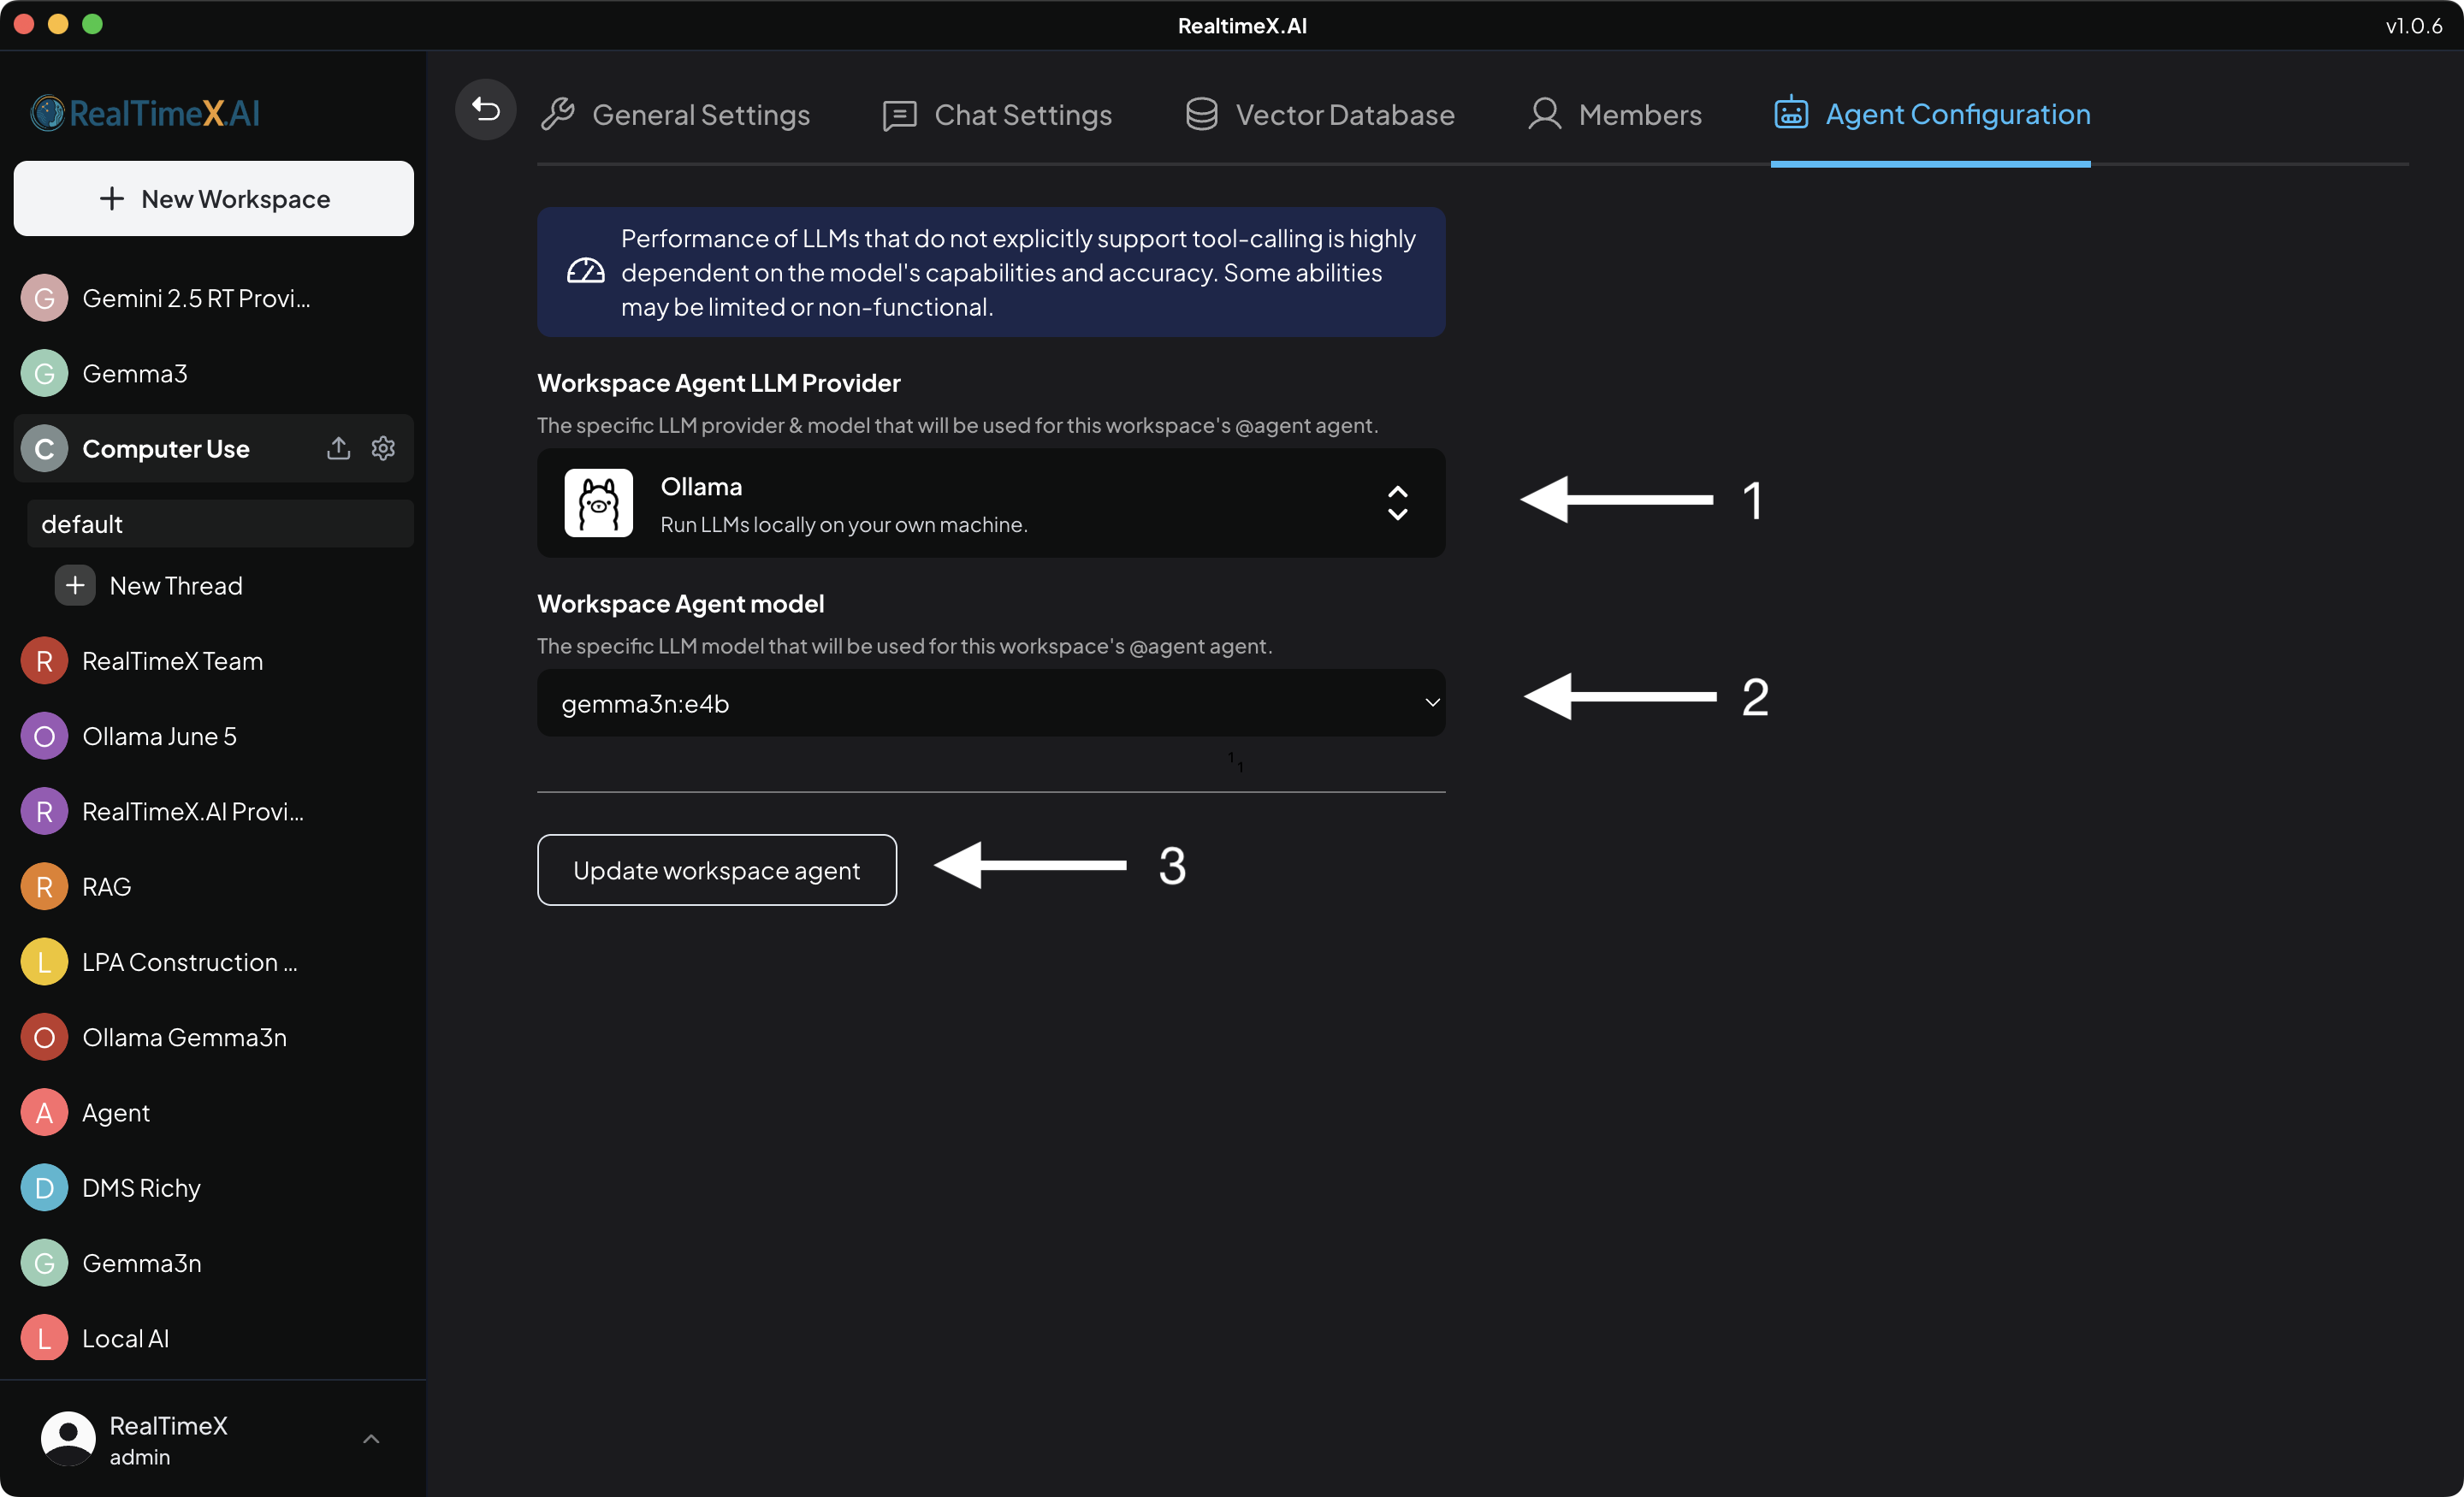 RealtimeX.AI
v1.0.6
RealTimeX.AI
New Workspace
G Gemini 2.5 RT Provi...
G Gemma3
C Computer Use
default
New Thread
R RealTimeX Team
O Ollama June 5
R RealTimeX.AI Provi...
R RAG
L LPA Construction ...
O Ollama Gemma3n
A Agent
D DMS Richy
G Gemma3n
L Local AI
RealTimeX
admin
General Settings
Chat Settings
Vector Database
Members
Agent Configuration
Performance of LLMs that do not explicitly support tool-calling is highly
dependent on the model's capabilities and accuracy. Some abilities
may be limited or non-functional.
Workspace Agent LLM Provider
The specific LLM provider & model that will be used for this workspace's @agent agent.
Ollama
Run LLMs locally on your own machine.
1
Workspace Agent model
The specific LLM model that will be used for this workspace's @agent agent.
gemma3n:e4b
2
1
1
Update workspace agent
3